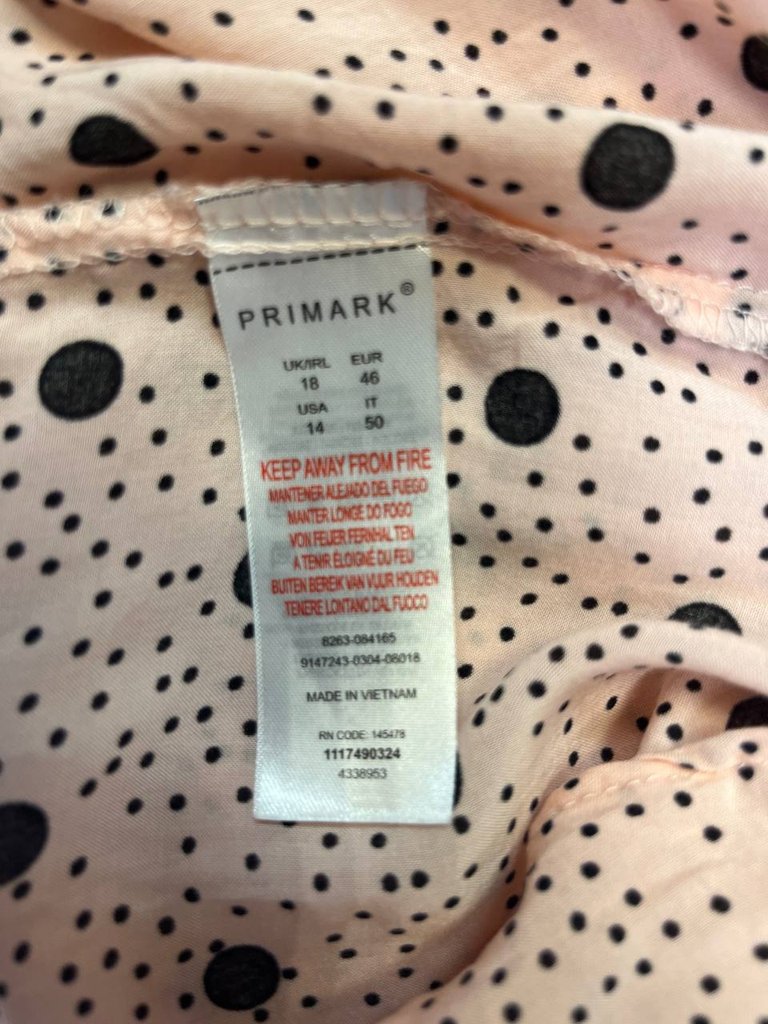 PRIMARK®
UK/IRL EUR
18 46
USA IT
14 50
KEEP AWAY FROM FIRE
MANTENER ALEJADO DEL FUEGO
MANTER LONGE DO FOGO
VON FEUER FERNHALTEN
A TENIR ÉLOIGNÉ DU FEU
BUITEN BEREIK VAN VUUR HOUDEN
TENERE LONTANO DAL FUOCO
8263-084165
9147243-0304-08018
MADE IN VIETNAM
RN CODE: 145478
1117490324
4338953